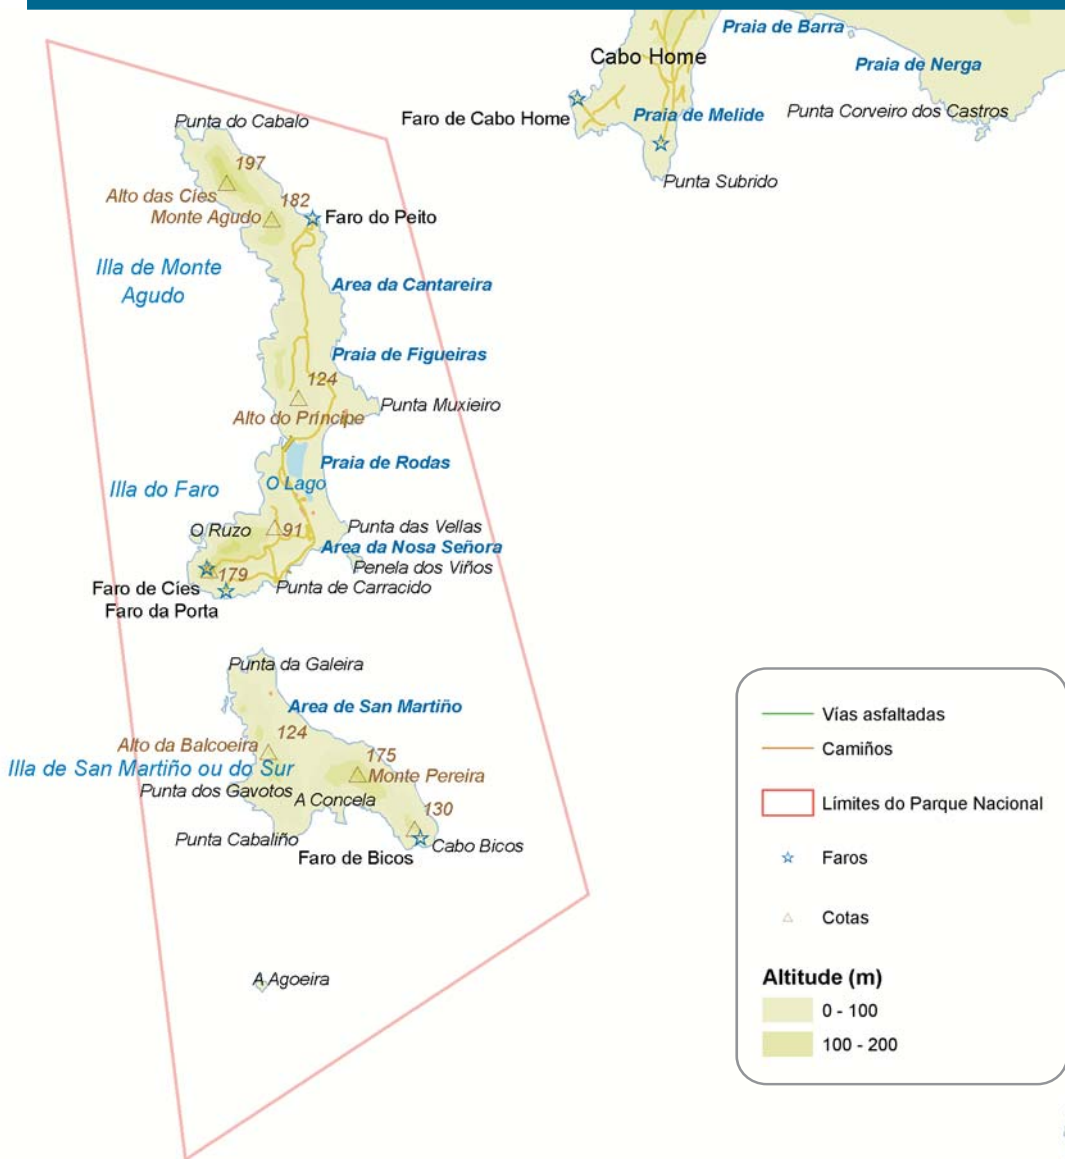 Praia de Barra
Cabo Home
Praia de Nerga
Faro de Cabo Home
Praia de Melide
Punta Corveiro dos Castros
Punta do Cabalo
Punta Subrido
197
Alto das Cíes
182
Monte Agudo
Faro do Peito
Illa de Monte
Agudo
Area da Cantareira
Praia de Figueiras
124
Punta Muxieiro
Alto do Príncipe
Praia de Rodas
O Lago
Illa do Faro
O Ruzo
91
Punta das Vellas
Area da Nosa Señora
Penela dos Viños
179
Faro de Cíes
Punta de Carracido
Faro da Porta
Punta da Galeira
Area de San Martiño
124
Alto da Balcoeira
175
Illa de San Martiño ou do Sur
Monte Pereira
Punta dos Gavotos
A Concela
130
Punta Cabaliño
Cabo Bicos
Faro de Bicos
A Agoeira
Vías asfaltadas
Camiños
Límites do Parque Nacional
Faros
Cotas
Altitude (m)
0 - 100
100 - 200